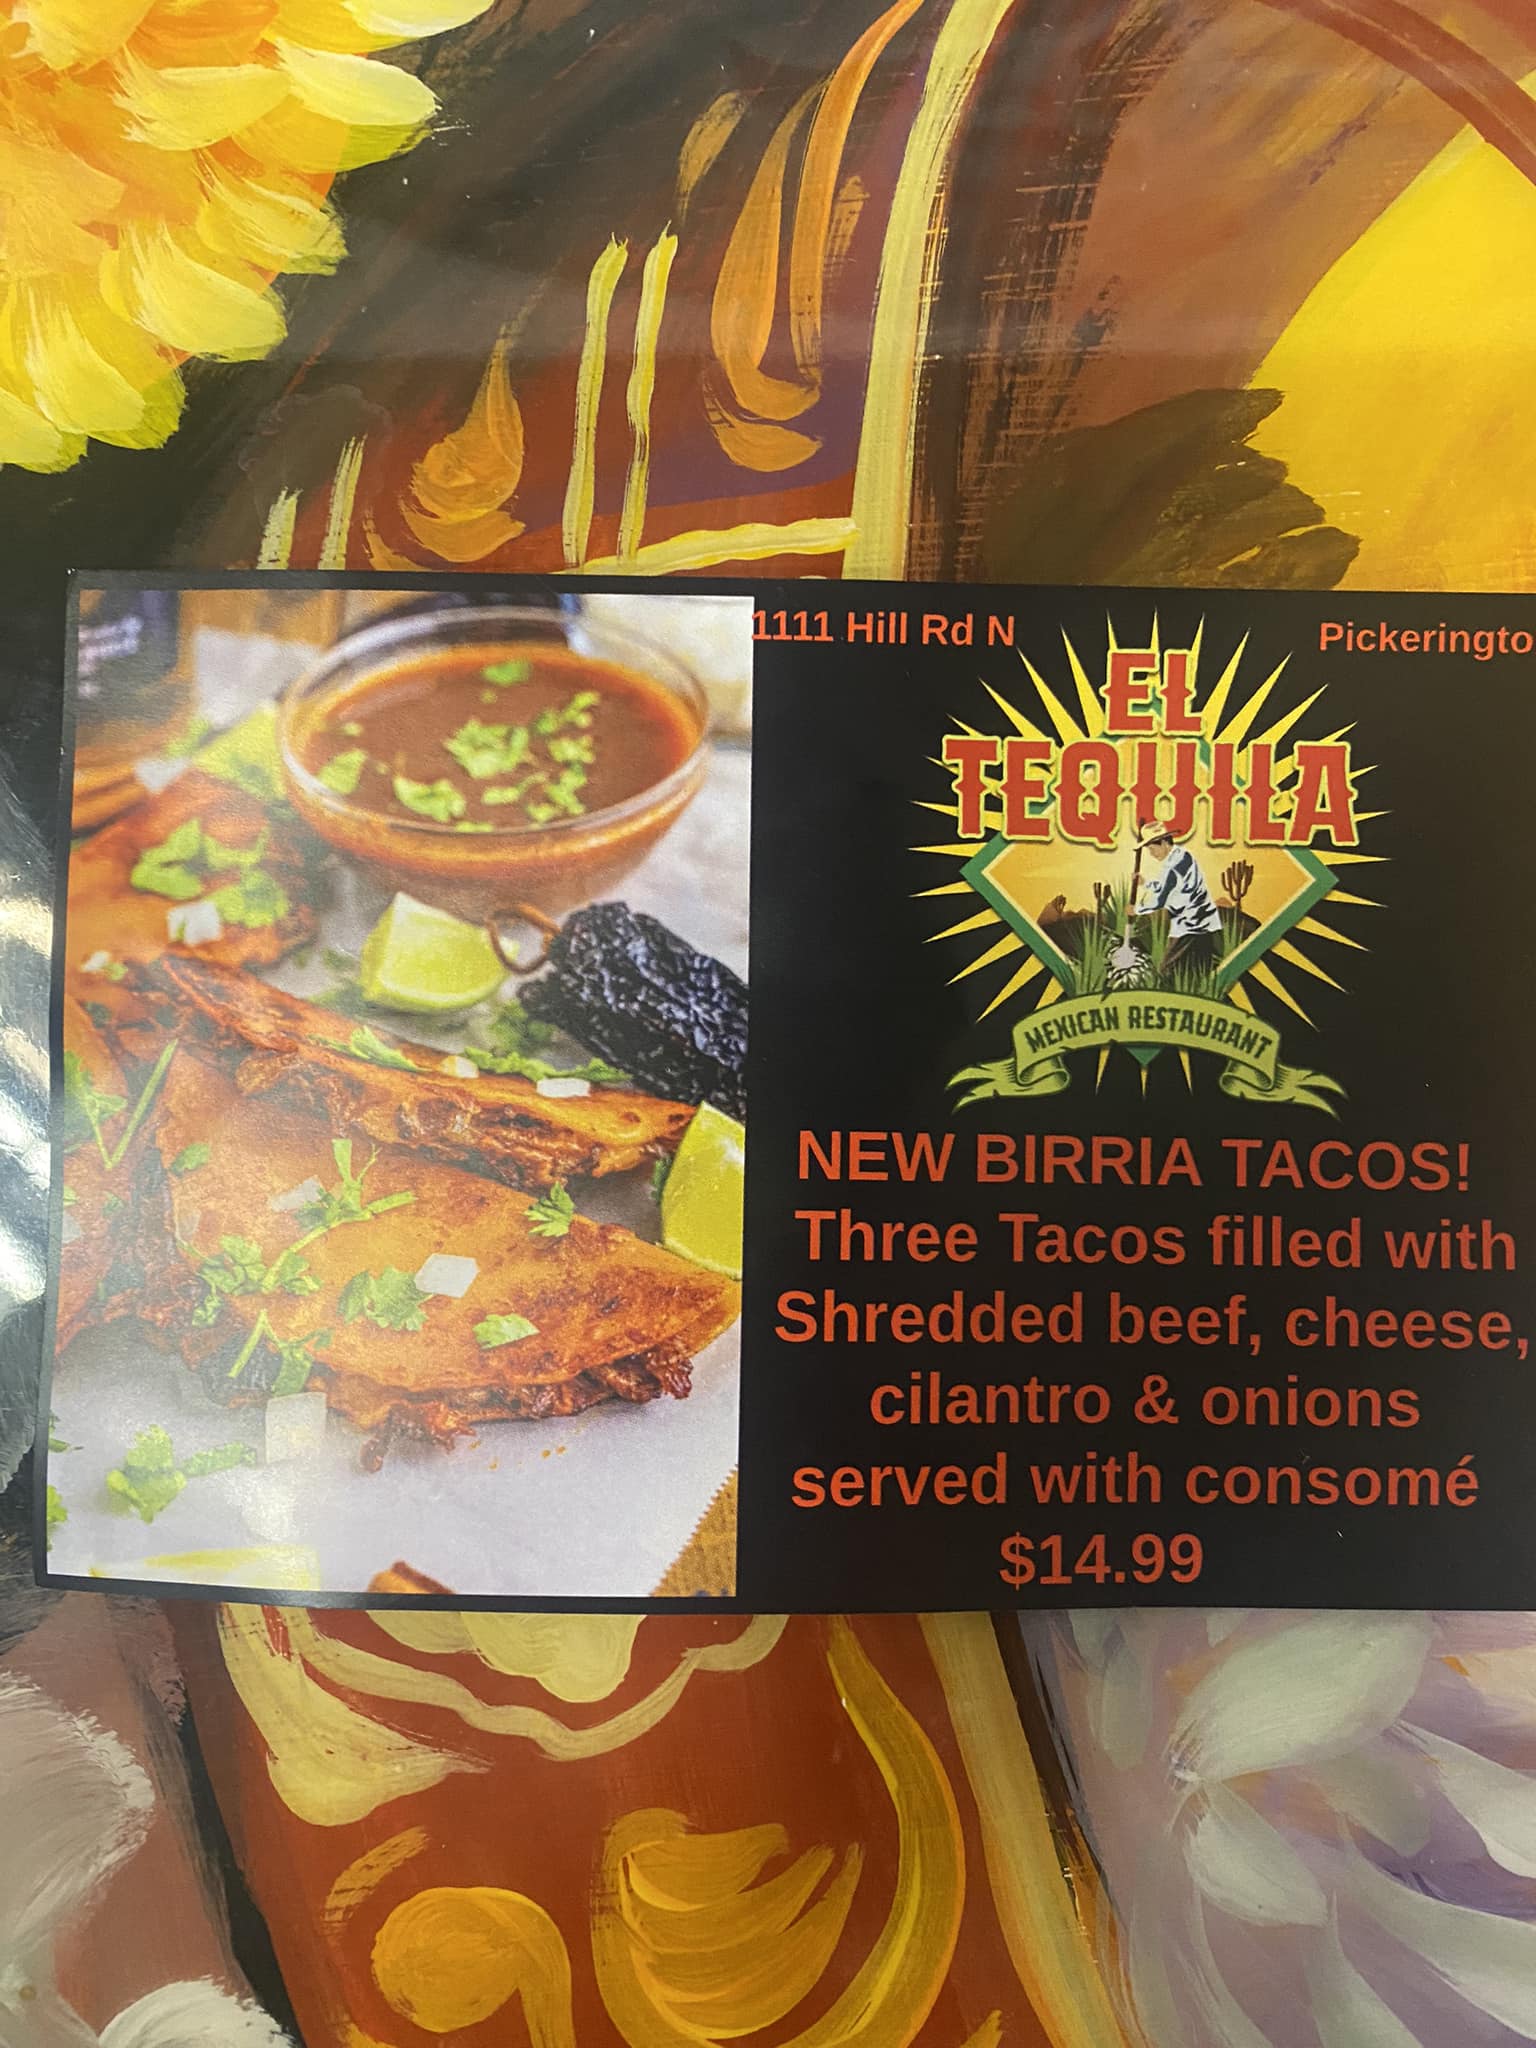 1111 Hill Rd N
Pickeringto
EL
TEQUILA
MEXICAN RESTAURANT
NEW BIRRIA TACOS!
Three Tacos filled with
Shredded beef, cheese,
cilantro & onions
served with consomé
$14.99